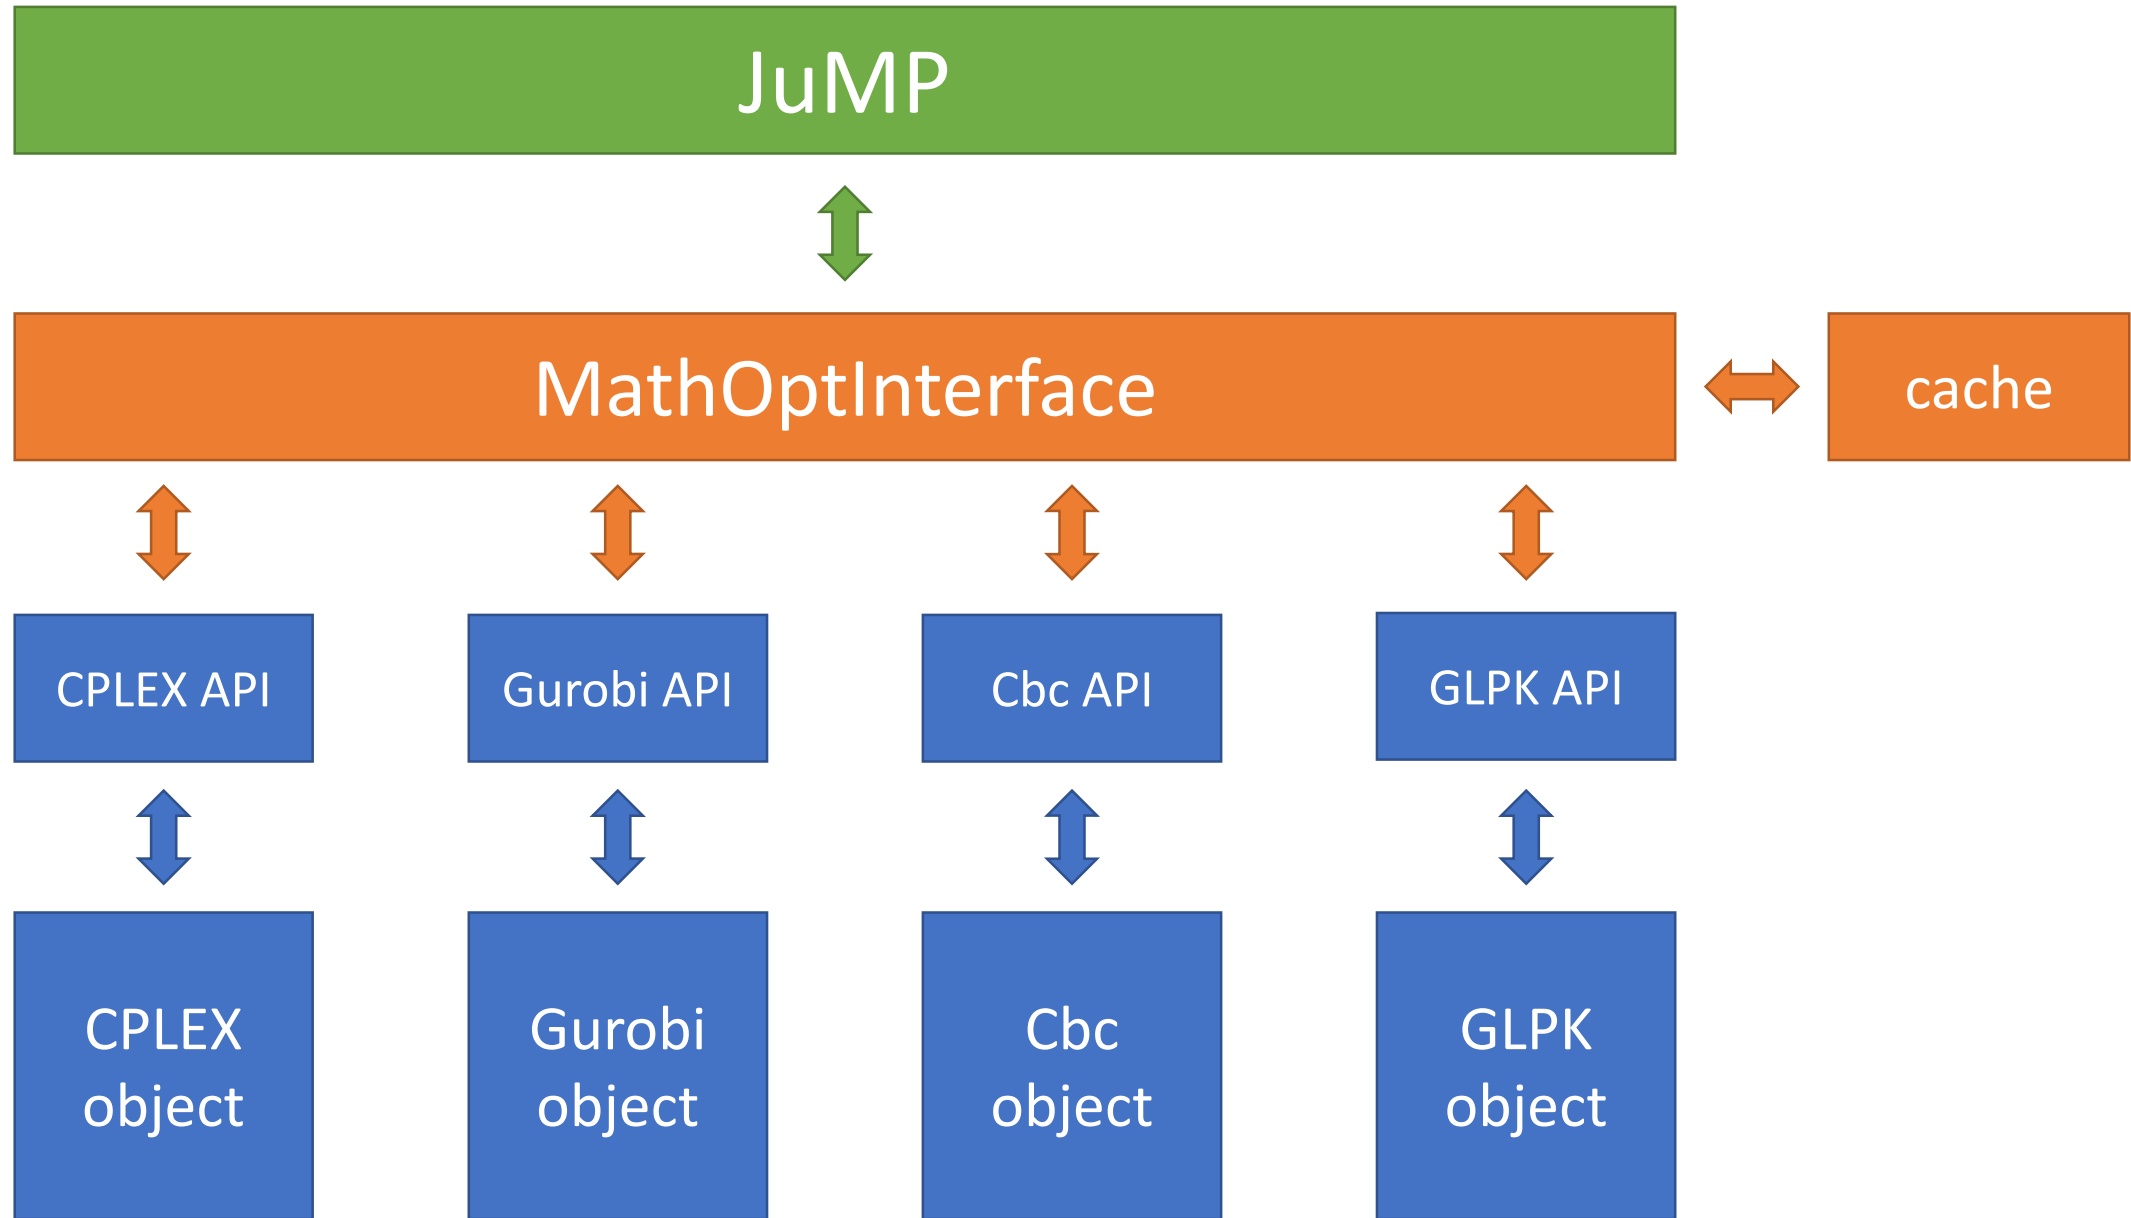 JuMP
MathOptInterface
cache
CPLEX API
Gurobi API
Cbc API
GLPK API
CPLEX
object
Gurobi
object
Cbc
object
GLPK
object